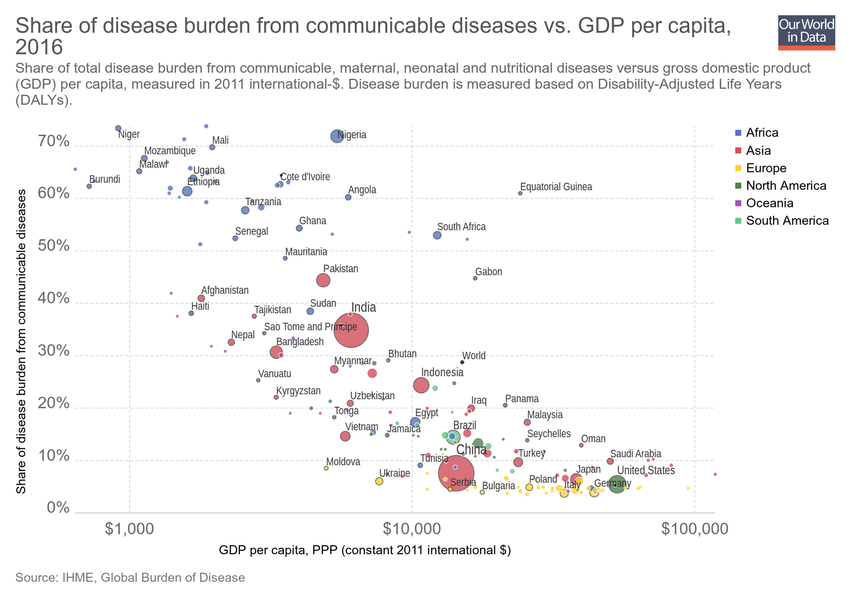 Share of disease burden from communicable diseases vs. GDP per capita,
2016
Our World
in Data
Share of total disease burden from communicable, maternal, neonatal and nutritional diseases versus gross domestic product
(GDP) per capita, measured in 2011 international-$. Disease burden is measured based on Disability-Adjusted Life Years
(DALYs).
Share of disease burden from communicable diseases
70%
60%
50%
40%
30%
20%
10%
0%
Niger
Mali
Nigeria
Mozambique
Malawi
Uganda
Burundi
Ethiopia
Cote d'Ivoire
Angola
Equatorial Guinea
Tanzania
Ghana
Senegal
South Africa
Mauritania
Pakistan
Gabon
Afghanistan
Haiti
Tajikistan
Sudan
India
Sao Tome and Principe
Nepal
Bangladesh
Myanmar
Bhutan
World
Vanuatu
Indonesia
Kyrgyzstan
Uzbekistan
Tonga
Egypt
Iraq
Panama
Vietnam
Jamaica
Brazil
Malaysia
Seychelles
Oman
Moldova
Tunisia
China
Turkey
Saudi Arabia
Ukraine
Serbia
Bulgaria
Poland
Japan
Italy
Germany
United States
$1,000
$10,000
$100,000
GDP per capita, PPP (constant 2011 international $)
Africa
Asia
Europe
North America
Oceania
South America
Source: IHME, Global Burden of Disease